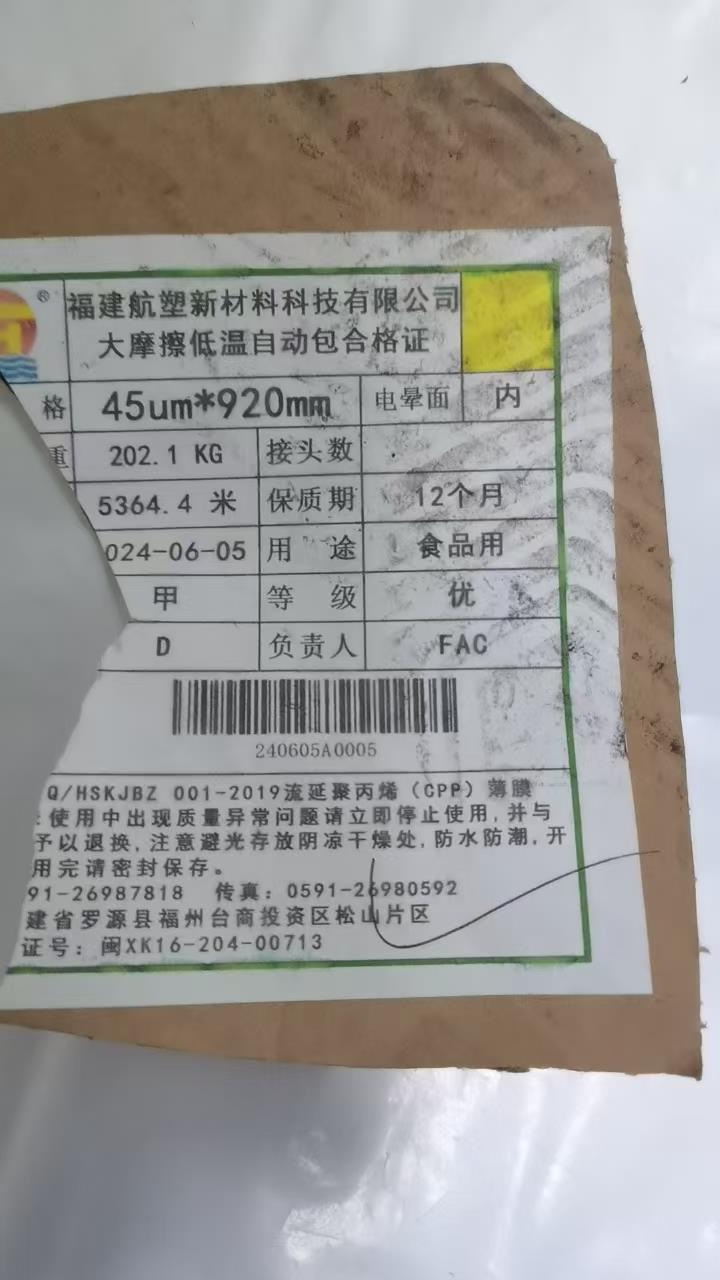 ®
福建航塑新材料科技有限公司
大摩擦低温自动包合格证
格 45um*920mm 电晕面 内
重 202.1 KG 接头数
5364.4 米 保质期 12个月
024-06-05 用 途 食品用
甲 等 级 优
D 负责人 FAC
240605A0005
Q/HSKJBZ 001-2019流延聚丙烯（CPP）薄膜
使用中出现质量异常问题请立即停止使用,并与
予以退换,注意避光存放阴凉干燥处,防水防潮,开
用完请密封保存。
91-26987818 传真: 0591-26980592
建省罗源县福州台商投资区松山片区
证号: 闽XK16-204-00713